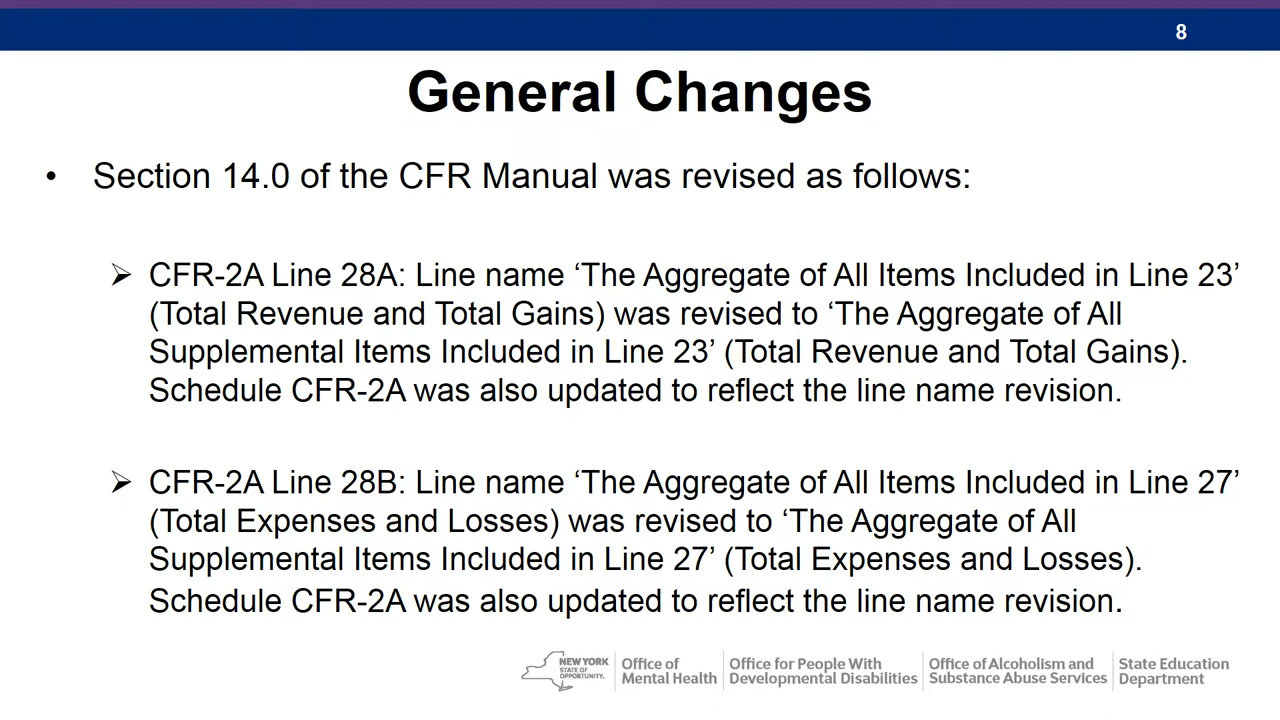 8
General Changes
• Section 14.0 of the CFR Manual was revised as follows:
➢ CFR-2A Line 28A: Line name ‘The Aggregate of All Items Included in Line 23’
(Total Revenue and Total Gains) was revised to ‘The Aggregate of All
Supplemental Items Included in Line 23’ (Total Revenue and Total Gains).
Schedule CFR-2A was also updated to reflect the line name revision.
➢ CFR-2A Line 28B: Line name ‘The Aggregate of All Items Included in Line 27’
(Total Expenses and Losses) was revised to ‘The Aggregate of All
Supplemental Items Included in Line 27’ (Total Expenses and Losses).
Schedule CFR-2A was also updated to reflect the line name revision.
NEW YORK
STATE OF
OPPORTUNITY.
Office of
Mental Health
Office for People With
Developmental Disabilities
Office of Alcoholism and
Substance Abuse Services
State Education
Department